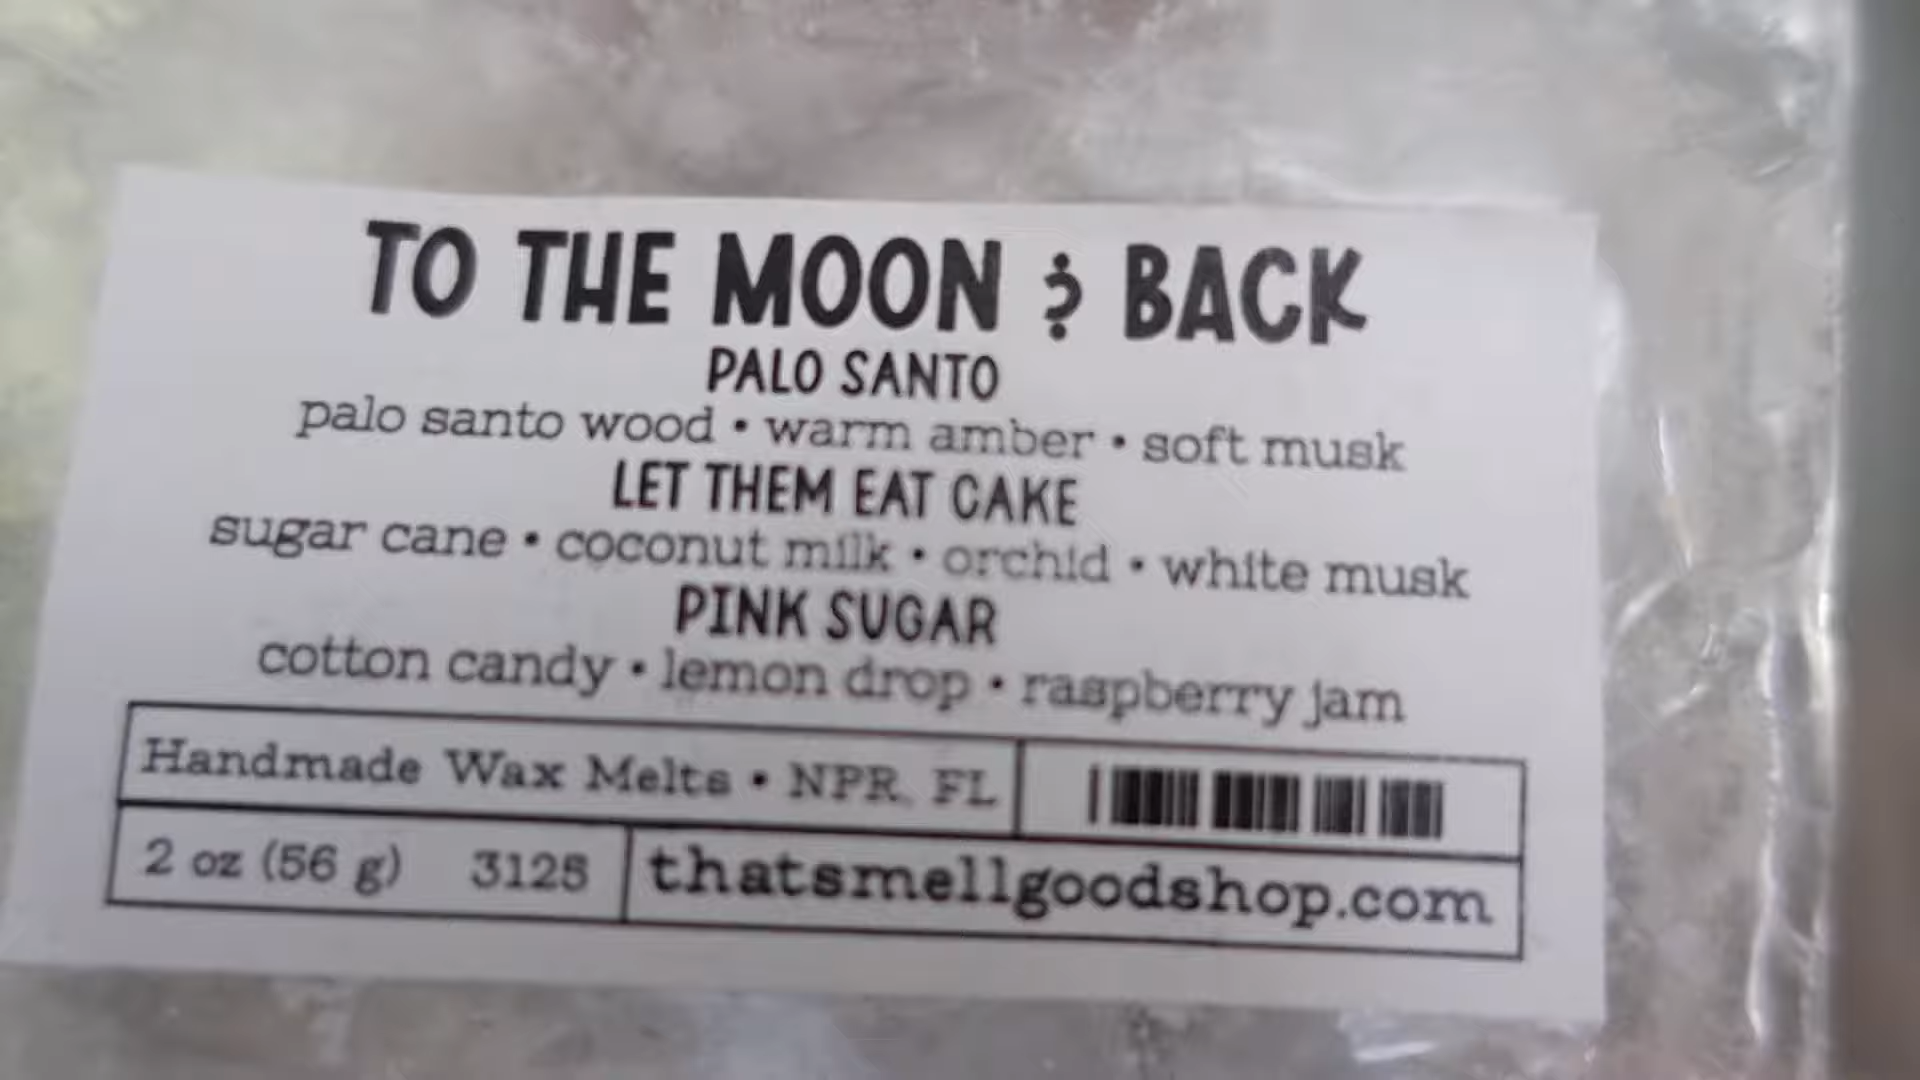 TO THE MOON & BACK
PALO SANTO
palo santo wood • warm amber • soft musk
LET THEM EAT CAKE
sugar cane • coconut milk • orchid • white musk
PINK SUGAR
cotton candy • lemon drop • raspberry jam
Handmade Wax Melts • NPR, FL
2 oz (56 g) 3125
thatsmellgoodshop.com